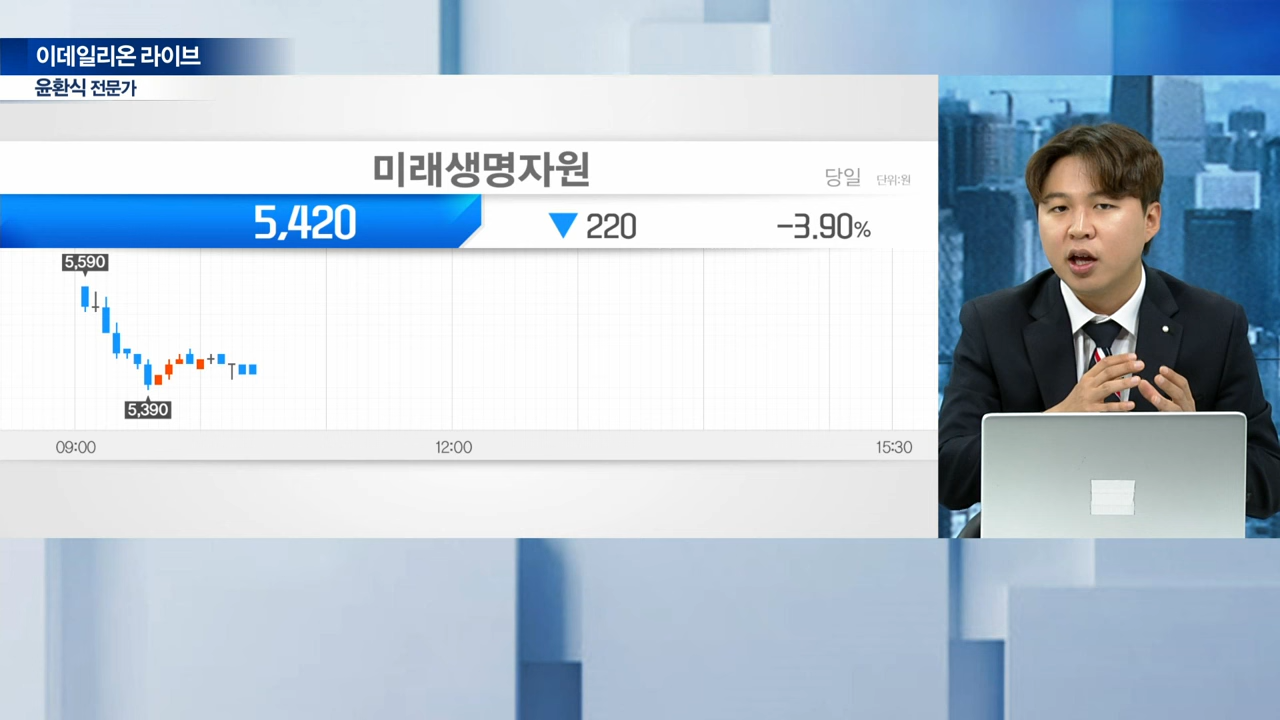 이데일리온 라이브
윤환식 전문가
미래생명자원
당일 단위:원
5,420 ▼ 220 -3.90%
5,590
5,390
09:00 12:00 15:30